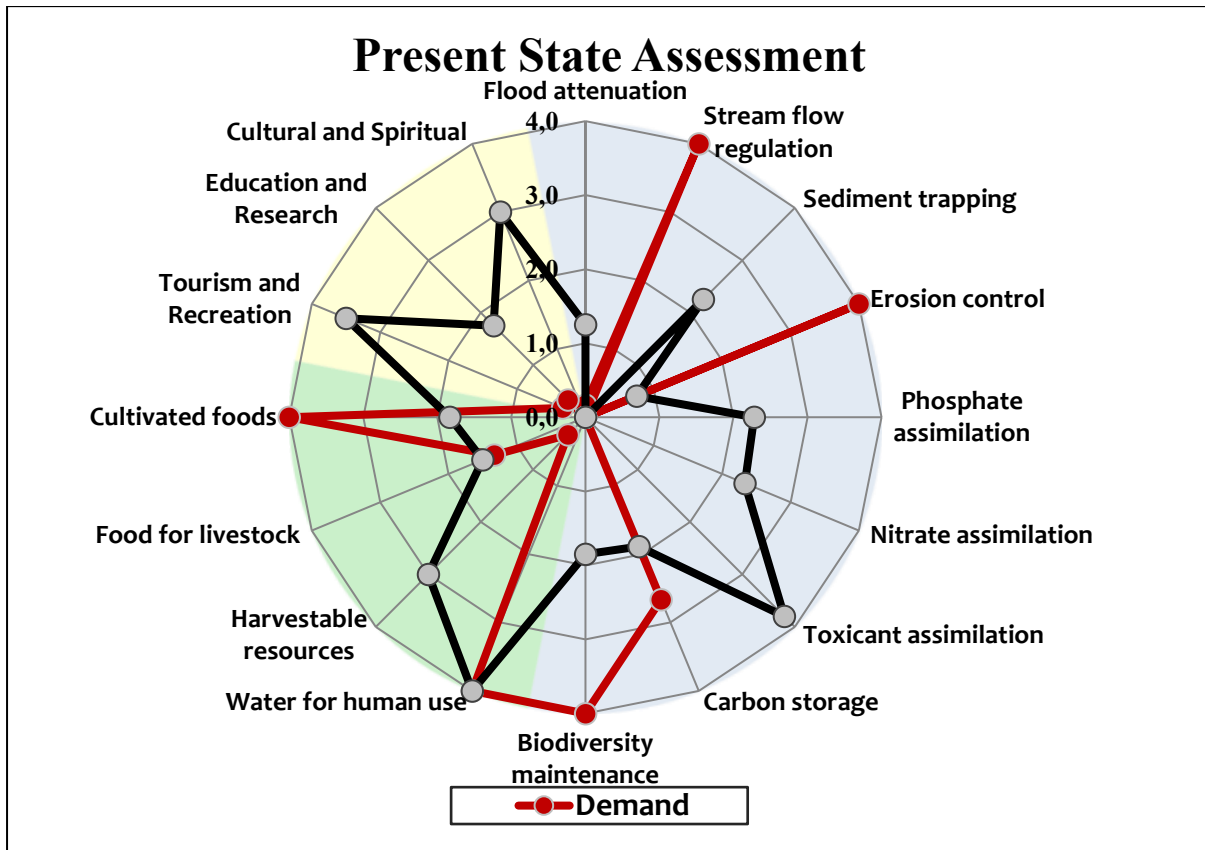 Present State Assessment
Flood attenuation
Stream flow
regulation
Sediment trapping
Erosion control
Phosphate
assimilation
Nitrate assimilation
Toxicant assimilation
Carbon storage
Biodiversity
maintenance
Water for human use
Harvestable
resources
Food for livestock
Cultivated foods
Tourism and
Recreation
Education and
Research
Cultural and Spiritual
4,0
3,0
2,0
1,0
0,0
Demand